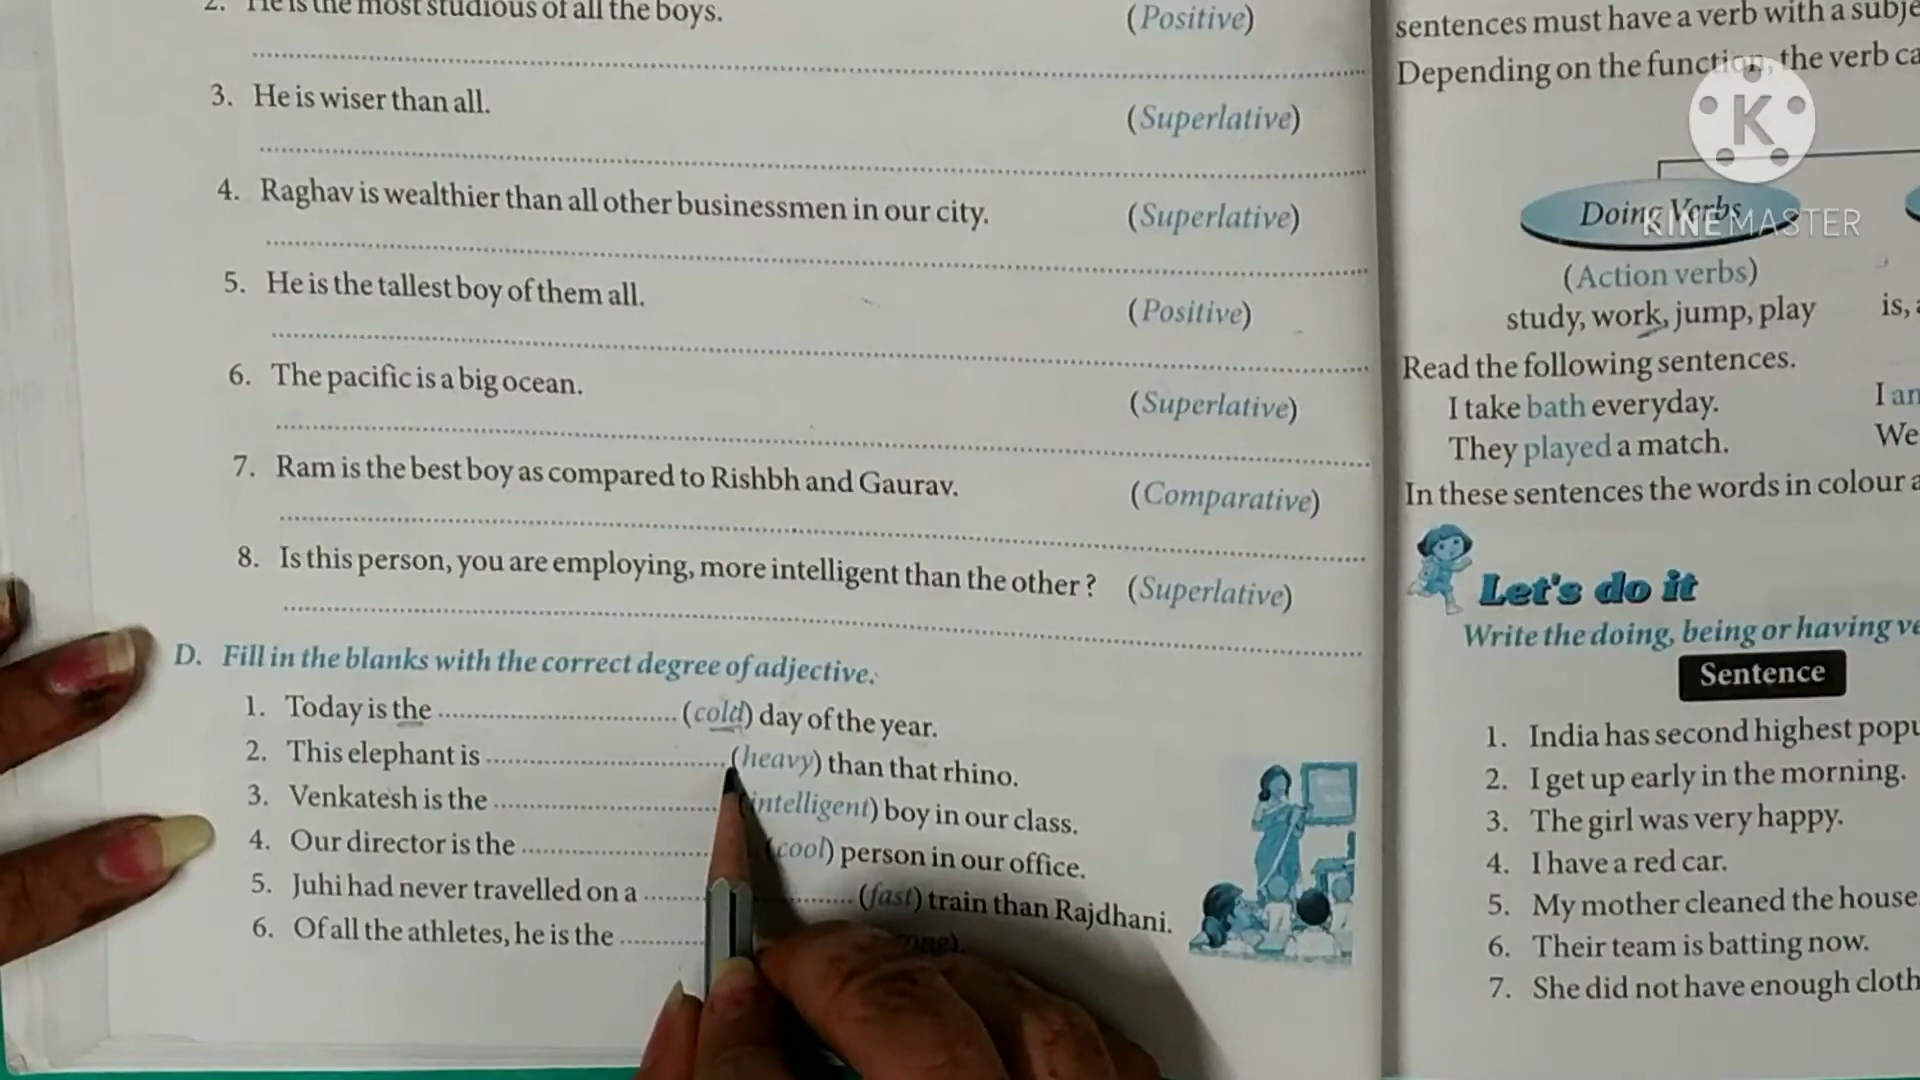 2. He is the most studious of all the boys. (Positive)
3. He is wiser than all. (Superlative)
4. Raghav is wealthier than all other businessmen in our city. (Superlative)
5. He is the tallest boy of them all. (Positive)
6. The pacific is a big ocean. (Superlative)
7. Ram is the best boy as compared to Rishbh and Gaurav. (Comparative)
8. Is this person, you are employing, more intelligent than the other ? (Superlative)
D. Fill in the blanks with the correct degree of adjective.
1. Today is the .............................. (cold) day of the year.
2. This elephant is .............................. (heavy) than that rhino.
3. Venkatesh is the .............................. (intelligent) boy in our class.
4. Our director is the .............................. (cool) person in our office.
5. Juhi had never travelled on a .............................. (fast) train than Rajdhani.
6. Of all the athletes, he is the ..............
sentences must have a verb with a
Depending on the function, the verb
K
KINEMASTER
Doing Verbs
(Action verbs)
study, work, jump, play is,
Read the following sentences.
I take bath everyday. I
They played a match. We
In these sentences the words in colour
Let's do it
Write the doing, being or having
Sentence
1. India has second highest
2. I get up early in the morning.
3. The girl was very happy.
4. I have a red car.
5. My mother cleaned the house.
6. Their team is batting now.
7. She did not have enough